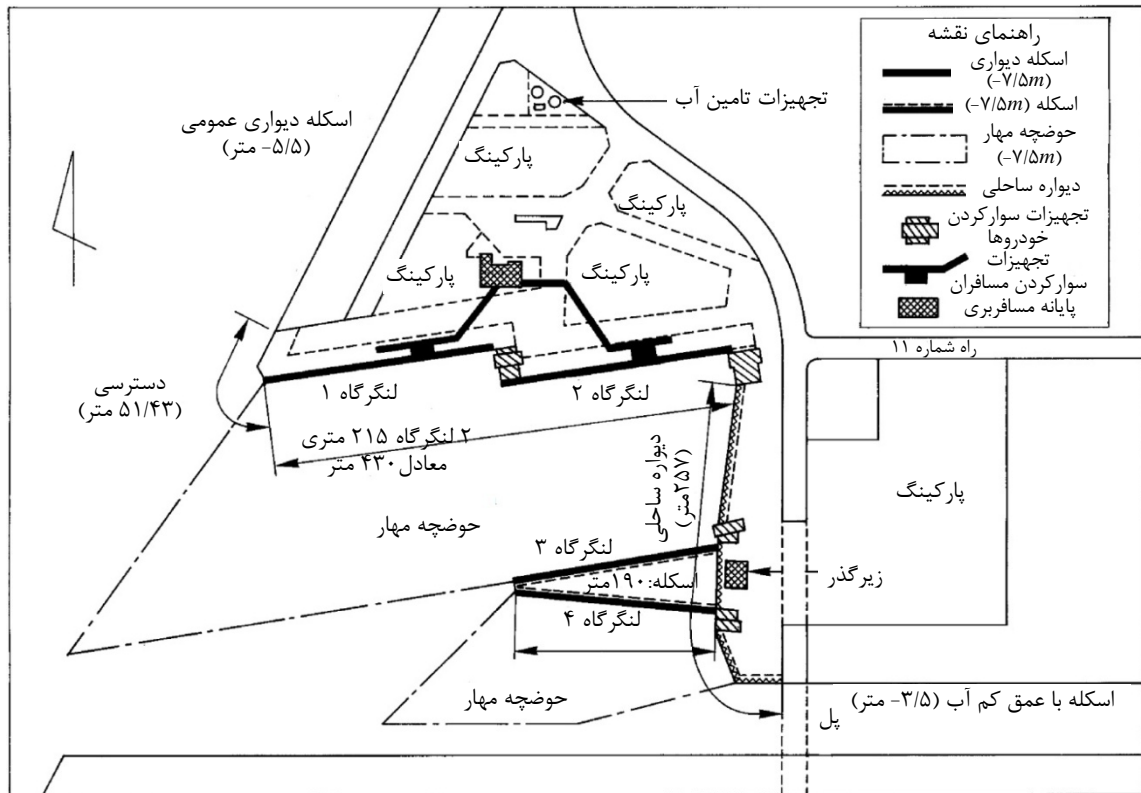 راهنمای نقشه
اسکله دیواری
(-۷/۵m)
اسکله (-۷/۵m)
حوضچه مهار
(-۷/۵m)
دیواره ساحلی
تجهیزات سوارکردن
خودروها
تجهیزات
سوارکردن مسافران
پایانه مسافربری
تجهیزات تامین آب
اسکله دیواری عمومی
(-۵/۵ متر)
پارکینگ
پارکینگ
پارکینگ
پارکینگ
راه شماره ۱۱
دسترسی
(۵۱/۴۳ متر)
لنگرگاه ۱
لنگرگاه ۲
۲ لنگرگاه ۲۱۵ متری
معادل ۴۳۰ متر
دیواره ساحلی
(۲۵۷متر)
پارکینگ
حوضچه مهار
لنگرگاه ۳
اسکله:۱۹۰متر
زیرگذر
لنگرگاه ۴
حوضچه مهار
اسکله با عمق کم آب (-۳/۵ متر)
پل